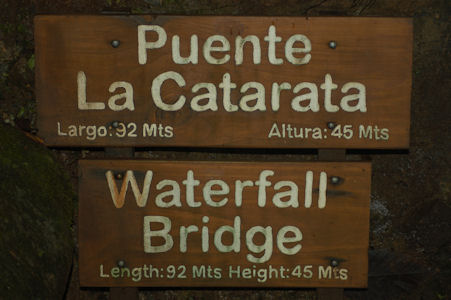 Puente
La Catarata
Largo: 92 Mts Altura: 45 Mts
Waterfall
Bridge
Length: 92 Mts Height: 45 Mts